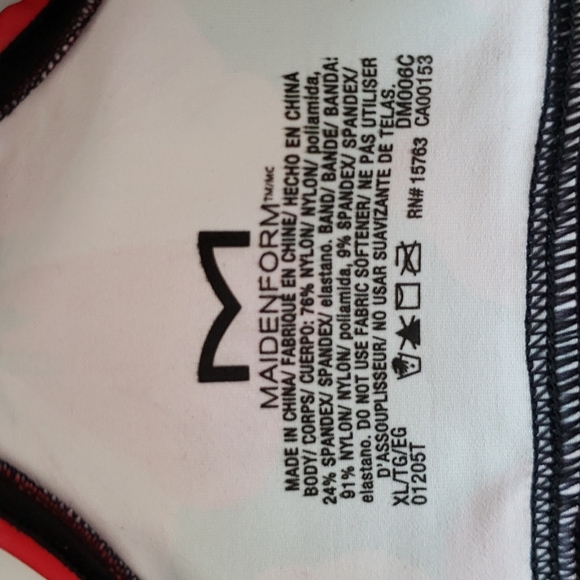 M
MAIDENFORM™/MC
MADE IN CHINA/ FABRIQUE EN CHINE/ HECHO EN CHINA
BODY/ CORPS/ CUERPO: 76% NYLON/ NYLON/ poliamida,
24% SPANDEX/ SPANDEX/ elastano. BAND/ BANDE/ BANDA:
91% NYLON/ NYLON/ poliamida, 9% SPANDEX/ SPANDEX/
elastano. DO NOT USE FABRIC SOFTENER/ NE PAS UTILISER
D'ASSOUPLISSEUR/ NO USAR SUAVIZANTE DE TELAS.
XL/TG/EG DM006C
01205T RN# 15763 CA00153